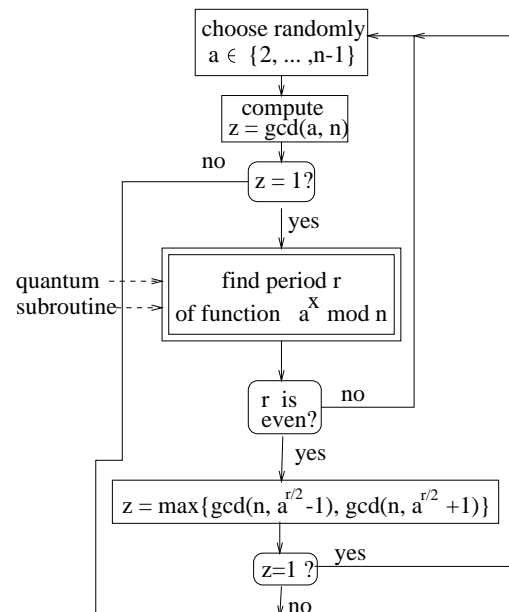 choose randomly
a ∈ {2, ... ,n-1}
compute
z = gcd(a, n)
no
z = 1?
yes
quantum
subroutine
find period r
of function a^x mod n
r is
even?
no
yes
z = max{gcd(n, a^{r/2} -1), gcd(n, a^{r/2} +1)}
z=1 ?
yes
no